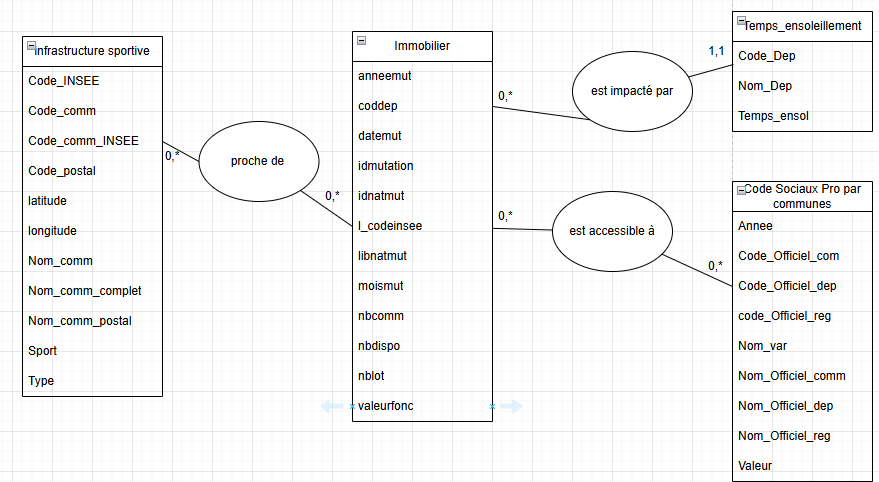 infrastructure sportive
Code_INSEE
Code_comm
Code_comm_INSEE
Code_postal
latitude
longitude
Nom_comm
Nom_comm_complet
Nom_comm_postal
Sport
Type
0,*
proche de
0,*
Immobilier
anneemut
coddep
datemut
idmutation
idnatmut
l_codeinsee
libnatmut
moismut
nbcomm
nbdispo
nblot
valeurfonc
0,*
est impacté par
1,1
Temps_ensoleillement
Code_Dep
Nom_Dep
Temps_ensol
0,*
est accessible à
0,*
Code Sociaux Pro par
communes
Annee
Code_Officiel_com
Code_Officiel_dep
code_Officiel_reg
Nom_var
Nom_Officiel_comm
Nom_Officiel_dep
Nom_Officiel_reg
Valeur